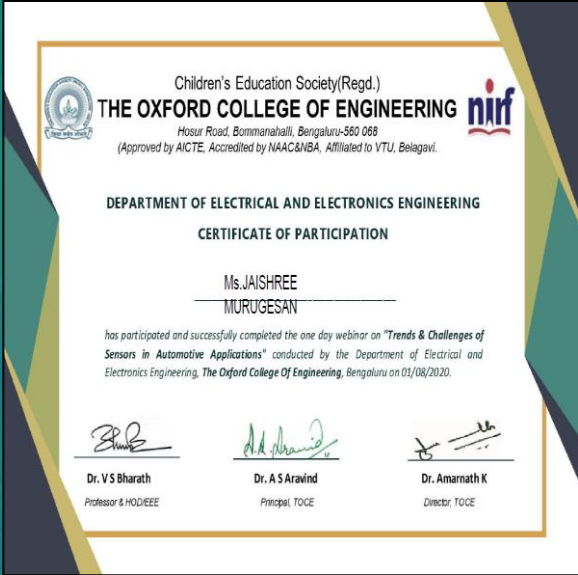 Children's Education Society(Regd.)
THE OXFORD COLLEGE OF ENGINEERING
nirf
Hosur Road, Bommanahalli, Bengaluru-560 068
(Approved by AICTE, Accredited by NAAC&NBA, Affiliated to VTU, Belagavi.
DEPARTMENT OF ELECTRICAL AND ELECTRONICS ENGINEERING
CERTIFICATE OF PARTICIPATION
Ms.JAISHREE
MURUGESAN
has participated and successfully completed the one day webinar on "Trends & Challenges of
Sensors in Automotive Applications" conducted by the Department of Electrical and
Electronics Engineering, The Oxford College Of Engineering, Bengaluru on 01/08/2020.
Dr. V S Bharath
Dr. A S Aravind
Dr. Amarnath K
Professor & HOD/EEE
Principal, TOCE
Director, TOCE